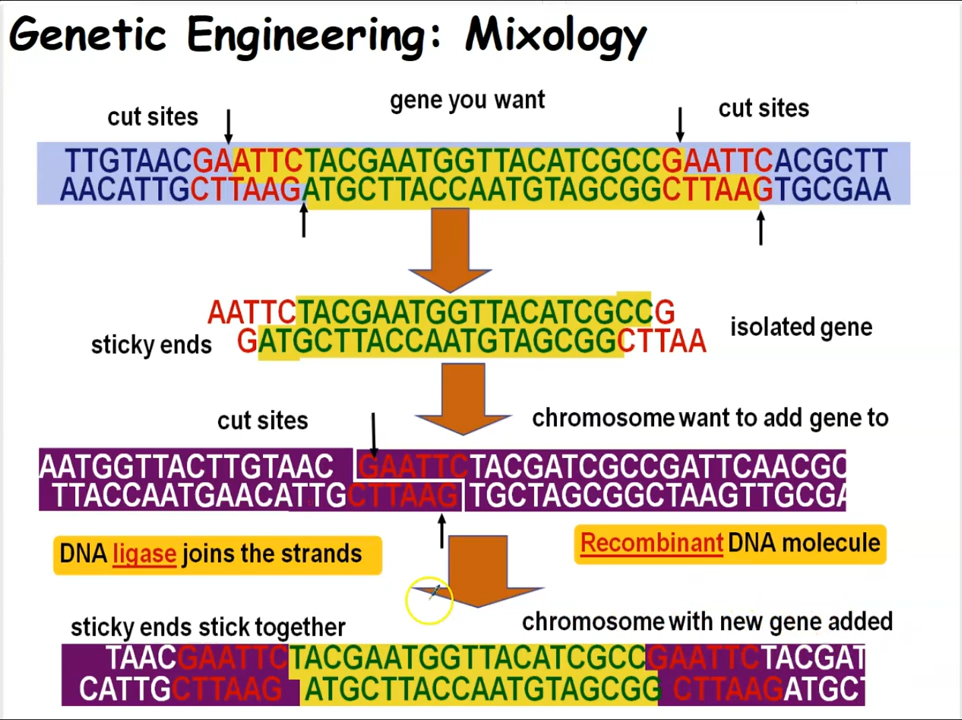 Genetic Engineering: Mixology
gene you want
cut sites
cut sites
TTGTAACGAATTCTACGAATGGTTACATCGCCGAATTCACGCTT
AACATTGCTTAAGATGCTTACCAATGTAGCGGCTTAAGTGCGAA
AATTCTACGAATGGTTACATCGCCG
isolated gene
sticky ends
GATGCTTACCAATGTAGCGGCTTAA
cut sites
chromosome want to add gene to
AATGGTTACTTGTAAC GAATTCTACGATCGCCGATTCAACGC
TTACCAATGAACATTGCTTAAG TGCTAGCGGCTAAGTTGCGA
DNA ligase joins the strands
Recombinant DNA molecule
sticky ends stick together
chromosome with new gene added
TAACGAATTCTACGAATGGTTACATCGCCGAATTCTACGAT
CATTGCTTAAG ATGCTTACCAATGTAGCGG CTTAAGATGCT